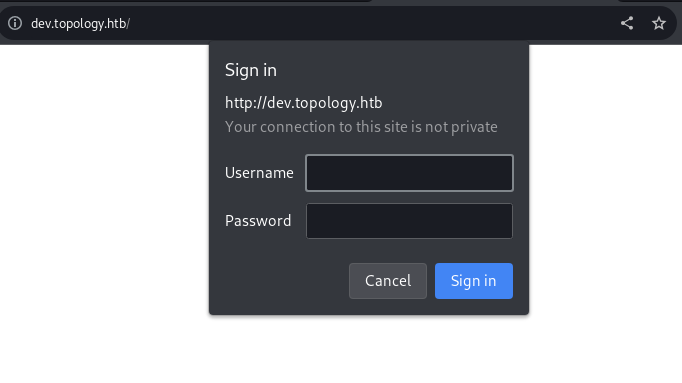 dev.topology.htb/
Sign in
http://dev.topology.htb
Your connection to this site is not private
Username
Password
Cancel
Sign in